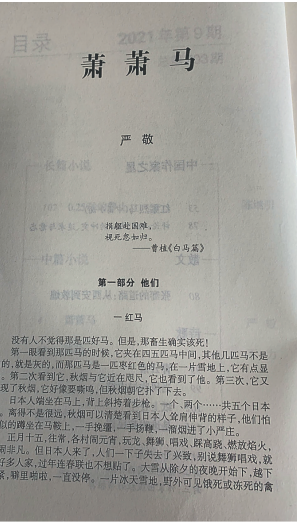 萧萧马
严敬
捐躯赴国难，
视死忽如归。
——曹植《白马篇》
第一部分 他们
一 红马
没有人不觉得那是匹好马。但是，那畜生确实该死！
第一眼看到那匹马的时候，它夹在四五匹马中间，其他几匹马不是
的，就是灰的，而那匹马是一匹枣红色的马，在一片雪地上，它有点显
。第二次看到它，秋烟与它近在咫尺，它也看到了他。第三次，它又
现了秋烟，它好像要嘶鸣，但秋烟朝它扑了下去。
日本人端坐在马上，背上斜挎着步枪。一个、两个……共五个日本
。离得不是很远，秋烟可以清楚看到日本人耸肩伸背的样子，他们怕
似的蹲坐在马鞍上，一手挽缰，一手扬鞭，一溜烟进了小严庄。
正月十五，往常，各村闹元宵，玩龙、舞狮、唱戏、踩高跷、燃放焰火，
闹非凡。但日本人来了，人们一下子失去了兴致，别说舞狮唱戏，就
好多人家，过年连春联也不想贴了。大雪从除夕的夜晚开始下，越下
紧，噼里啪啦，一直没停。一片冰天雪地，野外可见饿死或冻死的禽
2021年第9期
目录